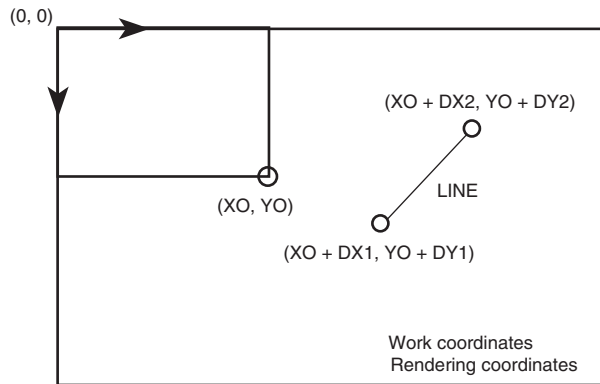 (0, 0)
(XO + DX2, YO + DY2)
LINE
(XO, YO)
(XO + DX1, YO + DY1)
Work coordinates
Rendering coordinates